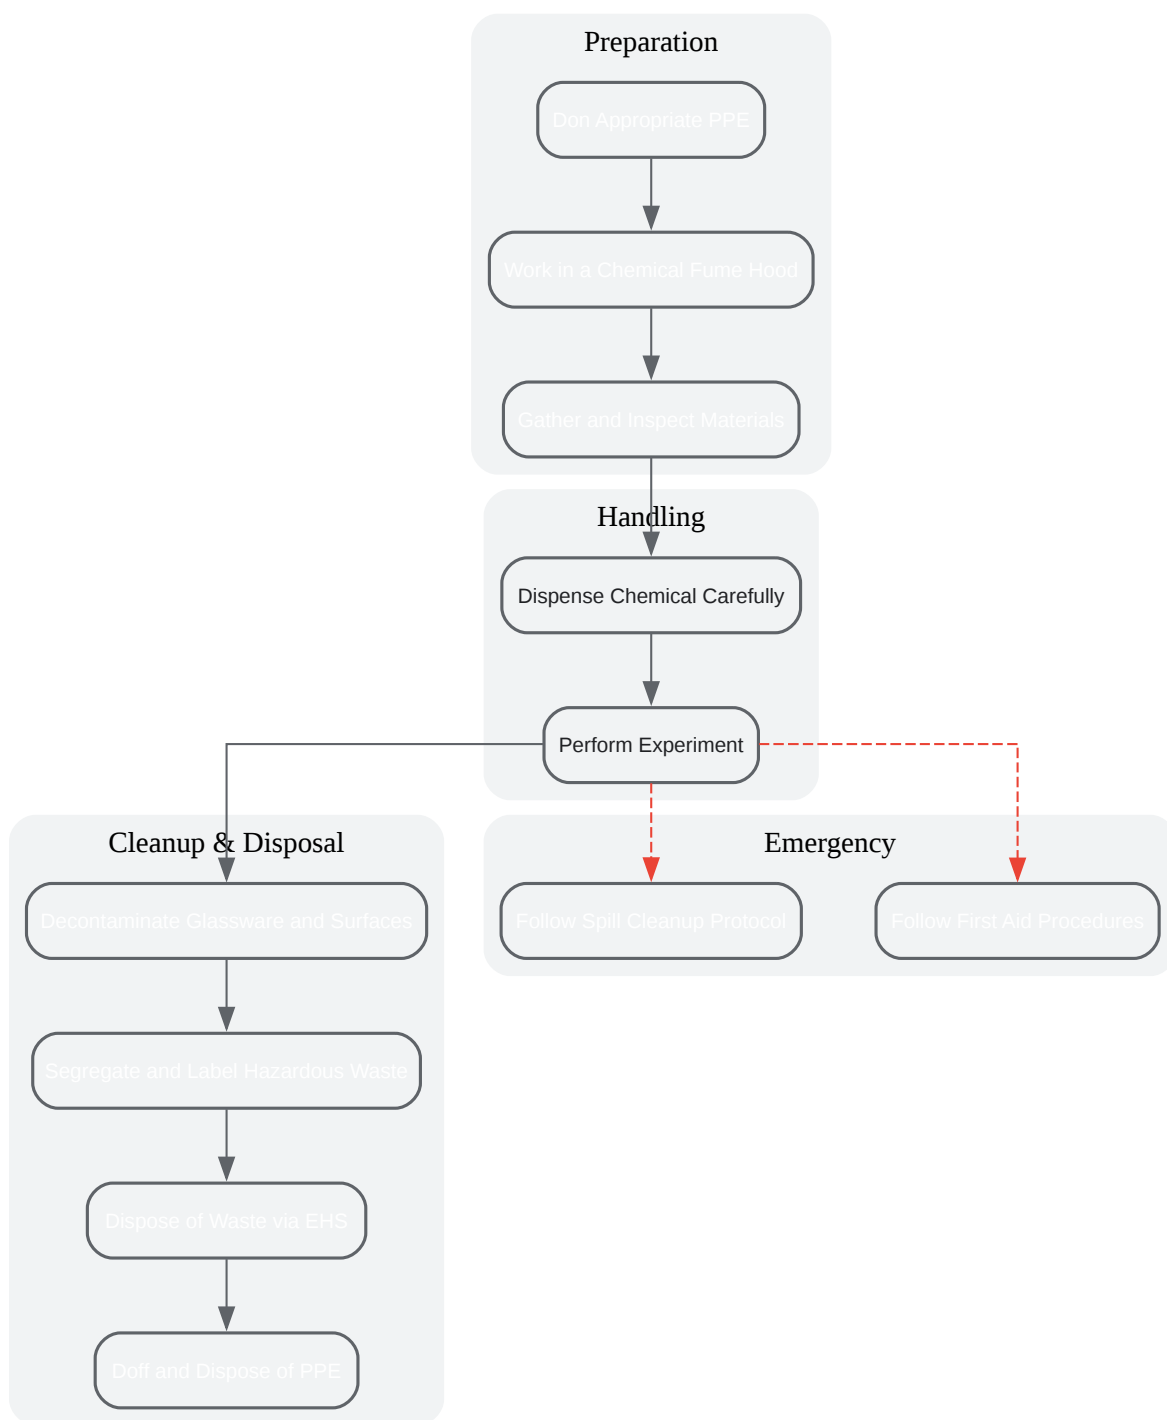 Preparation
Don Appropriate PPE
Work in a Chemical Fume Hood
Gather and Inspect Materials
Handling
Dispense Chemical Carefully
Perform Experiment
Cleanup & Disposal
Decontaminate Glassware and Surfaces
Segregate and Label Hazardous Waste
Dispose of Waste via EHS
Doff and Dispose of PPE
Emergency
Follow Spill Cleanup Protocol
Follow First Aid Procedures